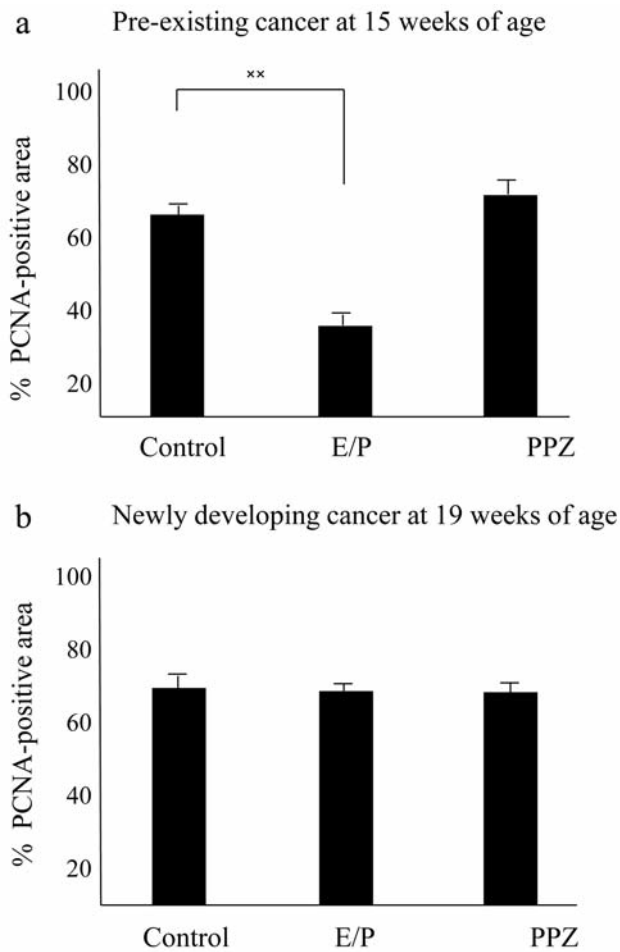 a Pre-existing cancer at 15 weeks of age
××
% PCNA-positive area
100
80
60
40
20
Control E/P PPZ
b Newly developing cancer at 19 weeks of age
% PCNA-positive area
100
80
60
40
20
Control E/P PPZ